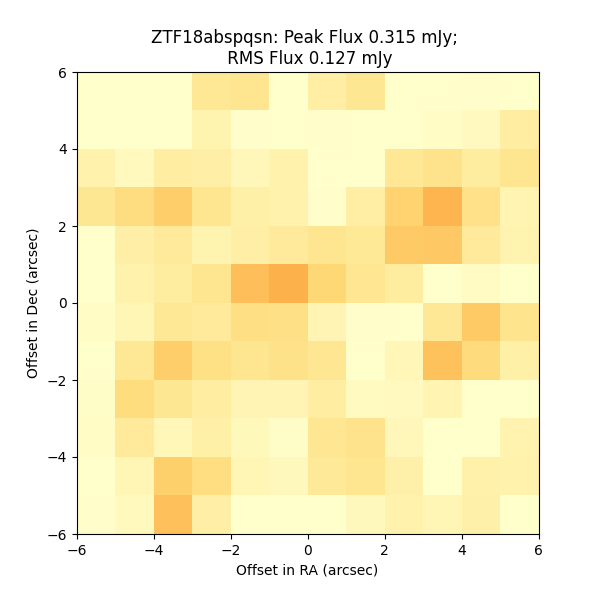 ZTF18abspqsn: Peak Flux 0.315 mJy;
RMS Flux 0.127 mJy
6
4
2
0
−2
−4
−6
Offset in Dec (arcsec)
−6 −4 −2 0 2 4 6
Offset in RA (arcsec)